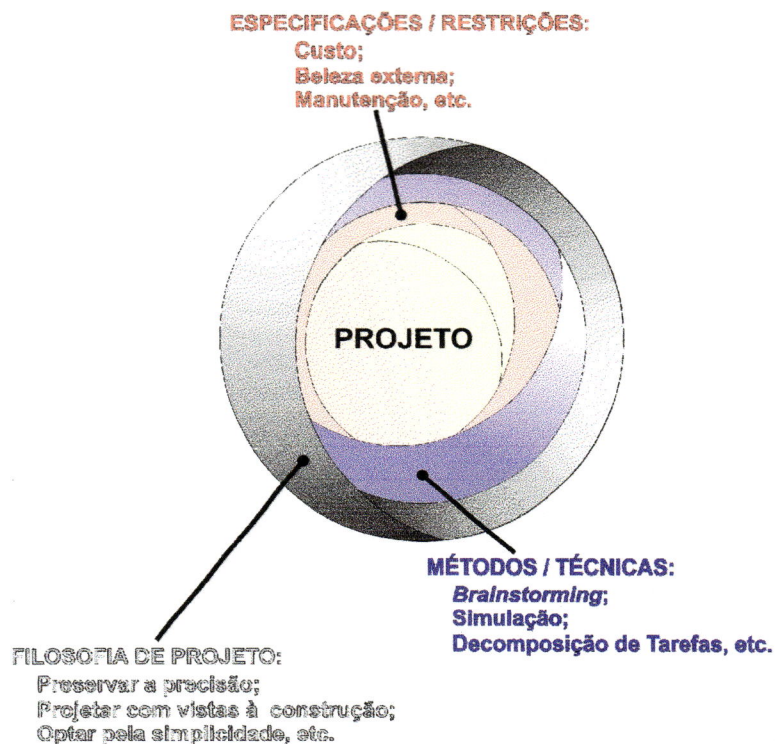 ESPECIFICAÇÕES / RESTRIÇÕES:
Custo;
Beleza externa;
Manutenção, etc.
PROJETO
MÉTODOS / TÉCNICAS:
Brainstorming;
Simulação;
Decomposição de Tarefas, etc.
FILOSOFIA DE PROJETO:
Preservar a precisão;
Projetar com vistas à construção;
Optar pela simplicidade, etc.